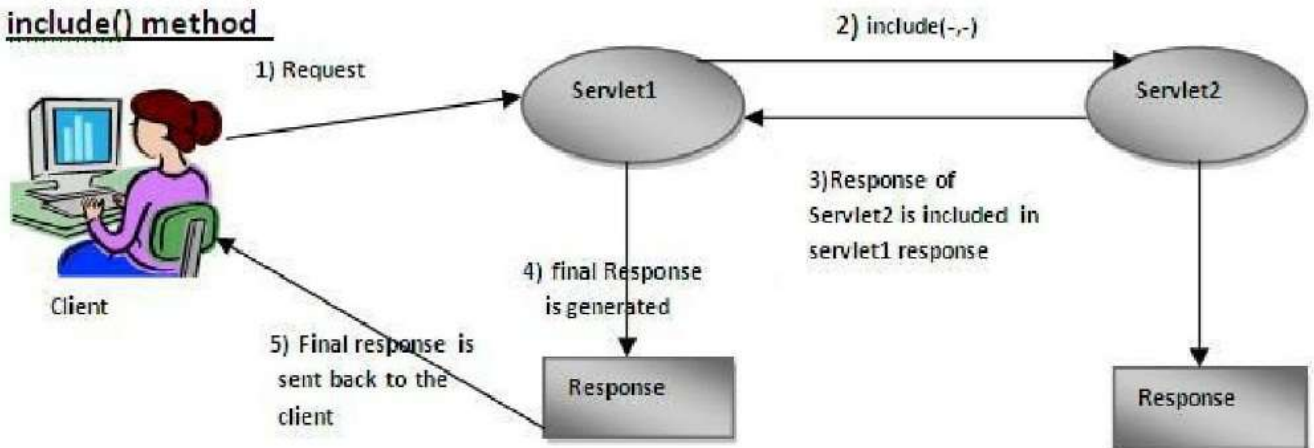 include() method
1) Request
2) include(-,-)
Servlet1
Servlet2
3)Response of
Servlet2 is included in
servlet1 response
4) final Response
is generated
Client
5) Final response is
sent back to the
client
Response
Response